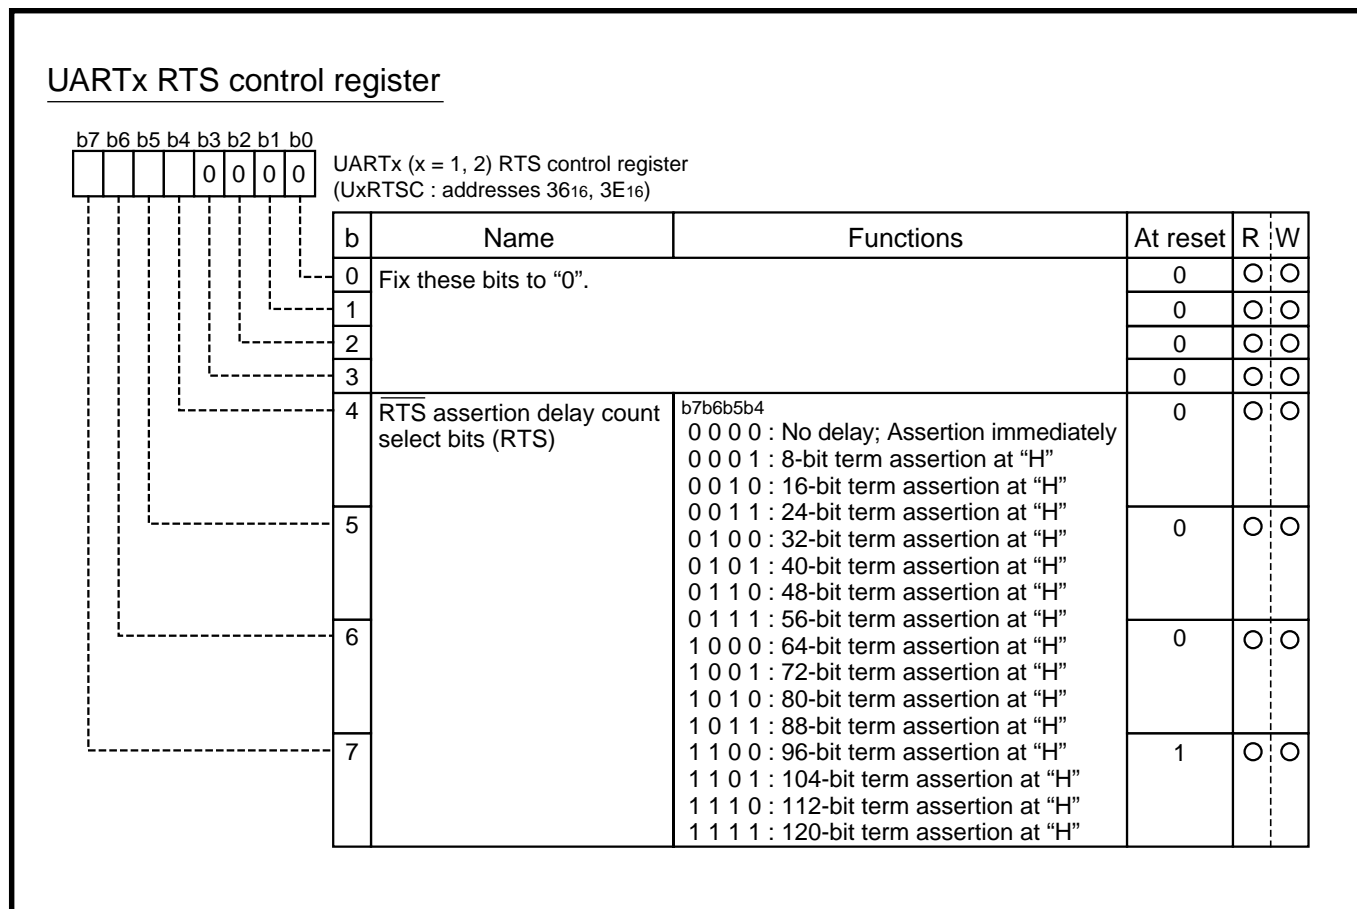 UARTx RTS control register
b7 b6 b5 b4 b3 b2 b1 b0
0 0 0 0
UARTx (x = 1, 2) RTS control register
(UxRTSC : addresses 3616, 3E16)
b Name Functions At reset R W
0 Fix these bits to “0”. 0 ○ ○
1 0 ○ ○
2 0 ○ ○
3 0 ○ ○
4 RTS assertion delay count select bits (RTS) 0 ○ ○
b7b6b5b4
0 0 0 0 : No delay; Assertion immediately
0 0 0 1 : 8-bit term assertion at “H”
0 0 1 0 : 16-bit term assertion at “H”
0 0 1 1 : 24-bit term assertion at “H”
5 0 ○ ○
0 1 0 0 : 32-bit term assertion at “H”
0 1 0 1 : 40-bit term assertion at “H”
0 1 1 0 : 48-bit term assertion at “H”
0 1 1 1 : 56-bit term assertion at “H”
6 0 ○ ○
1 0 0 0 : 64-bit term assertion at “H”
1 0 0 1 : 72-bit term assertion at “H”
1 0 1 0 : 80-bit term assertion at “H”
1 0 1 1 : 88-bit term assertion at “H”
7 1 ○ ○
1 1 0 0 : 96-bit term assertion at “H”
1 1 0 1 : 104-bit term assertion at “H”
1 1 1 0 : 112-bit term assertion at “H”
1 1 1 1 : 120-bit term assertion at “H”